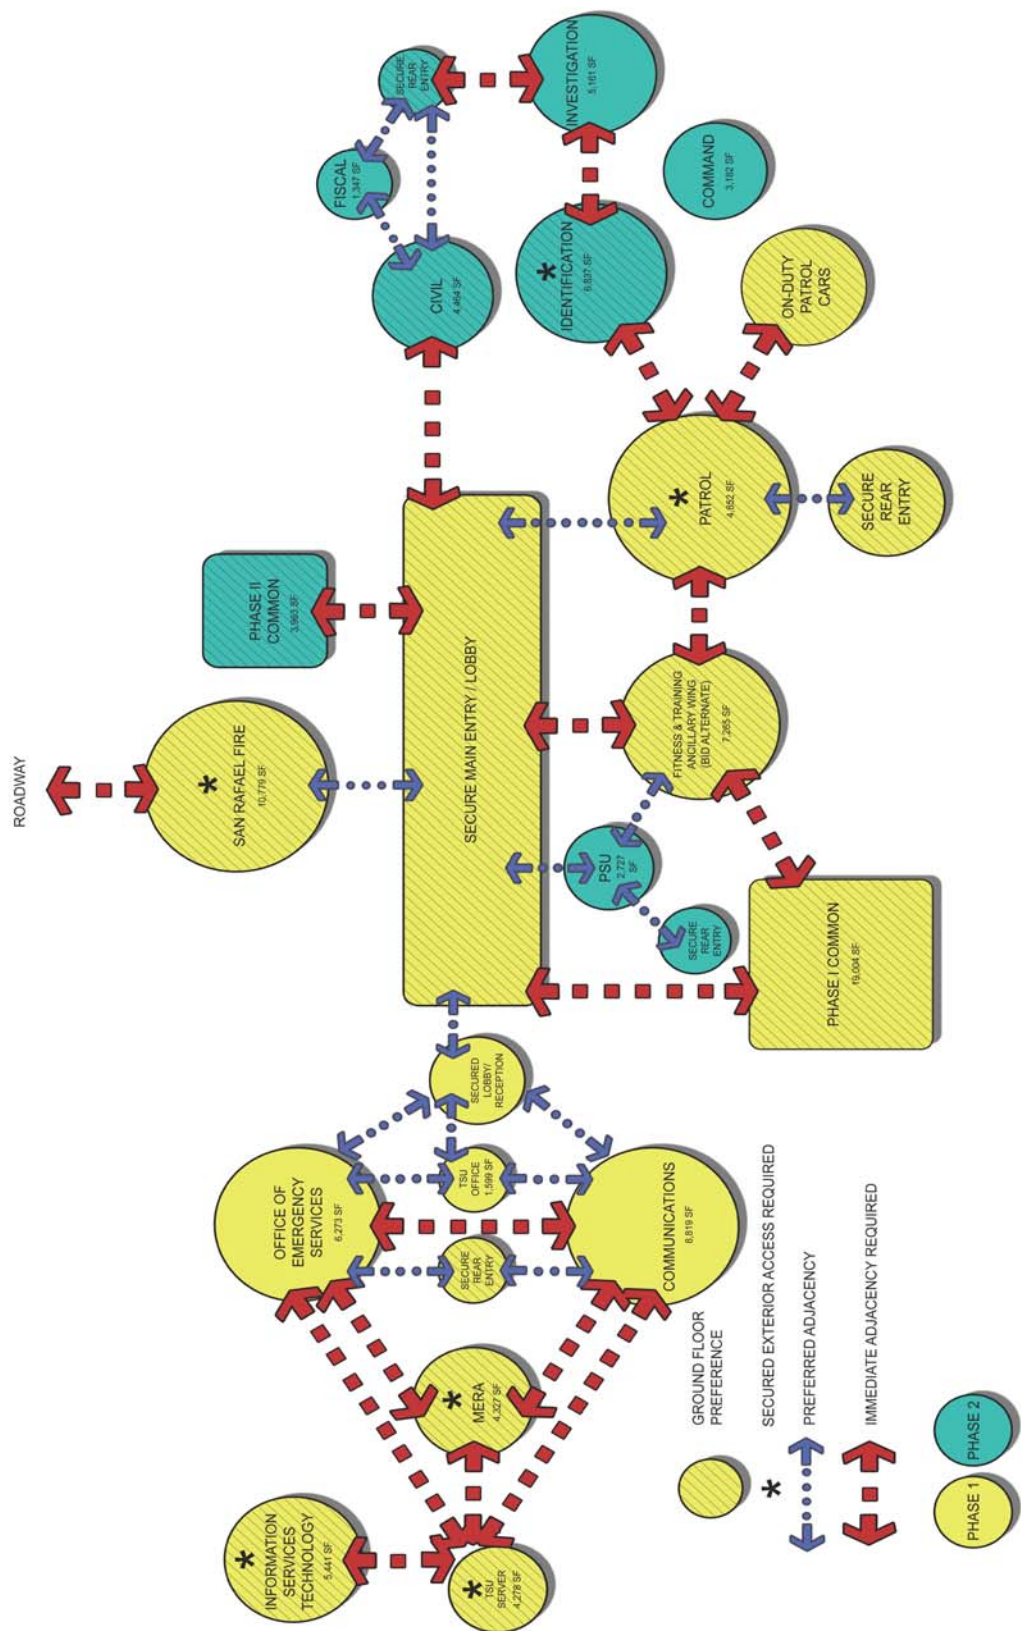 ROADWAY
*
SAN RAFAEL FIRE
10,779 SF
PHASE II
COMMON
3,963 SF
FISCAL
1,347 SF
SECURE
REAR
ENTRY
*
INFORMATION
SERVICES
TECHNOLOGY
5,441 SF
OFFICE OF
EMERGENCY
SERVICES
6,273 SF
CIVIL
4,464 SF
*
TSU
SERVER
4,278 SF
*
MERA
4,327 SF
SECURE
REAR
ENTRY
TSU
OFFICE
1,599 SF
SECURED
LOBBY/
RECEPTION
SECURE MAIN ENTRY / LOBBY
*
IDENTIFICATION
6,837 SF
INVESTIGATION
5,161 SF
COMMUNICATIONS
8,819 SF
PSU
2,727
SF
FITNESS & TRAINING
ANCILLARY WING
(BID ALTERNATE)
7,265 SF
*
PATROL
4,852 SF
COMMAND
3,182 SF
SECURE
REAR
ENTRY
ON-DUTY
PATROL
CARS
PHASE I COMMON
19,004 SF
SECURE
REAR
ENTRY
GROUND FLOOR
PREFERENCE
*
SECURED EXTERIOR ACCESS REQUIRED
PREFERRED ADJACENCY
IMMEDIATE ADJACENCY REQUIRED
PHASE 1
PHASE 2